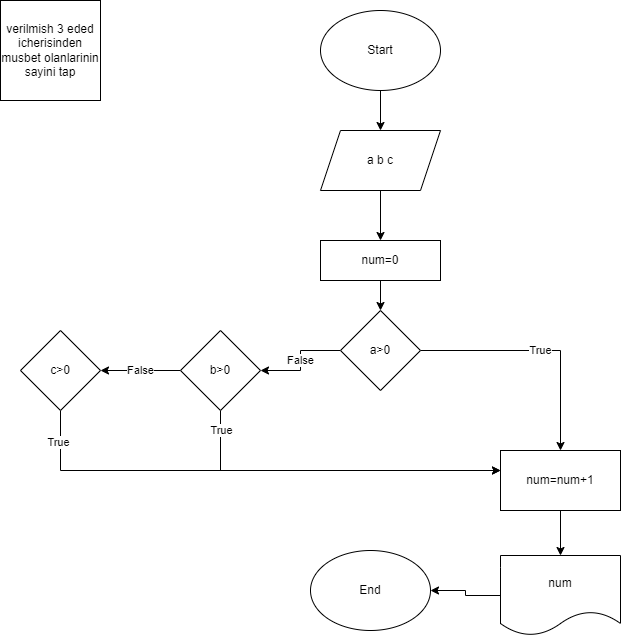 verilmish 3 eded
icherisinden
musbet olanlarinin
sayini tap
Start
a b c
num=0
a>0
False
True
b>0
False
c>0
True
True
num=num+1
num
End